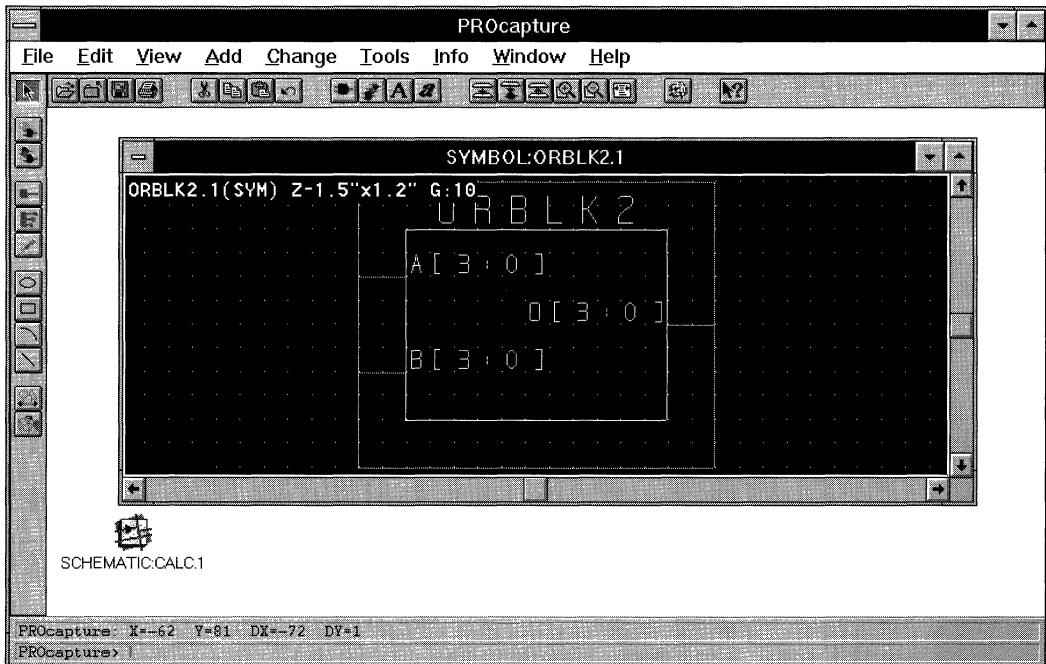 PROcapture
File Edit View Add Change Tools Info Window Help
SYMBOL:ORBLK2.1
ORBLK2.1(SYM) Z-1.5"x1.2" G:10
ORBLK2
A[3:0]
O[3:0]
B[3:0]
SCHEMATIC:CALC.1
PROcapture: X=-62 Y=81 DX=-72 DY=1
PROcapture>